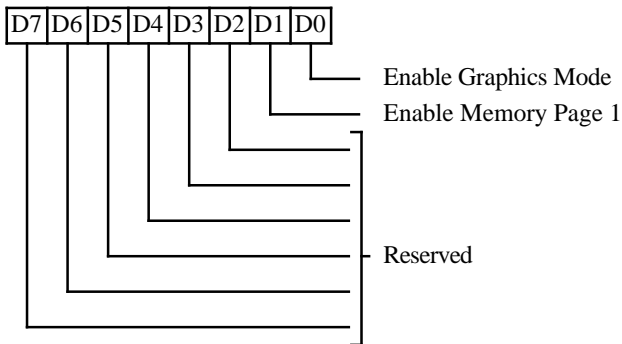 D7 D6 D5 D4 D3 D2 D1 D0
Enable Graphics Mode
Enable Memory Page 1
Reserved